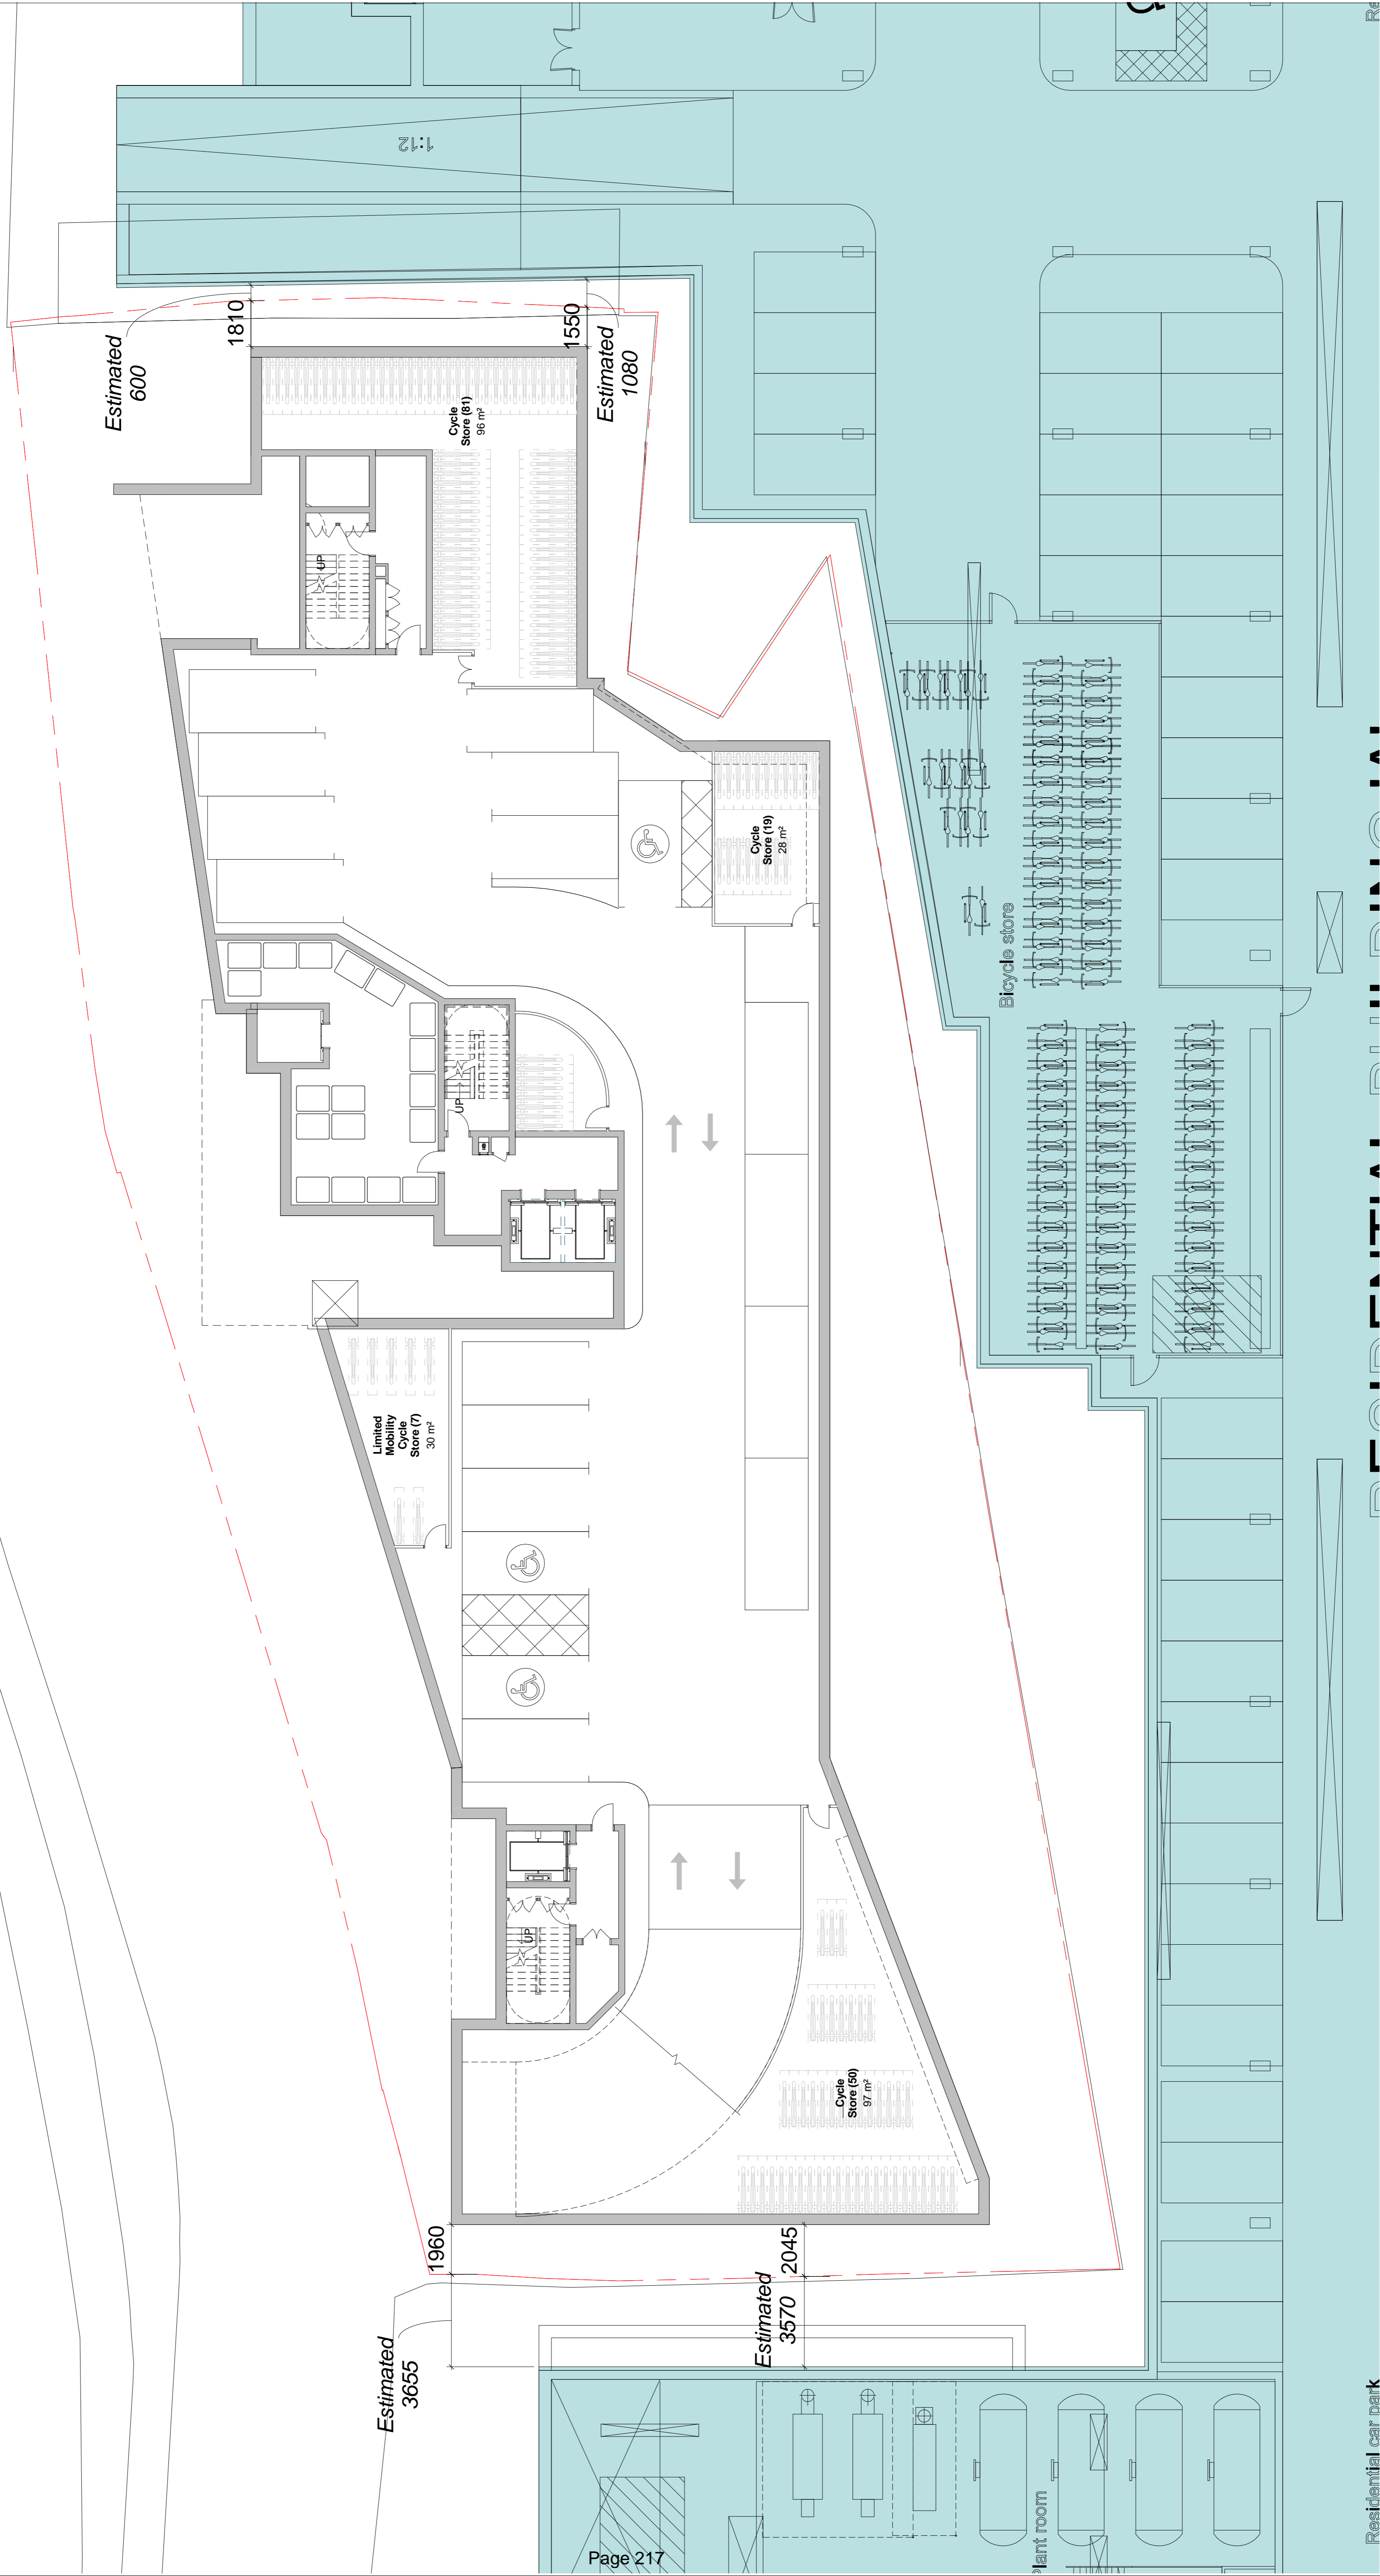 1:12
Estimated
600
1810
1550
Estimated
1080
Cycle
Store (81)
96 m²
UP
Cycle
Store (19)
28 m²
Bicycle store
UP
Limited
Mobility
Cycle
Store (7)
30 m²
UP
Cycle
Store (50)
97 m²
1960
2045
Estimated
3655
Estimated
3570
Plant room
Residential car park
Page 217